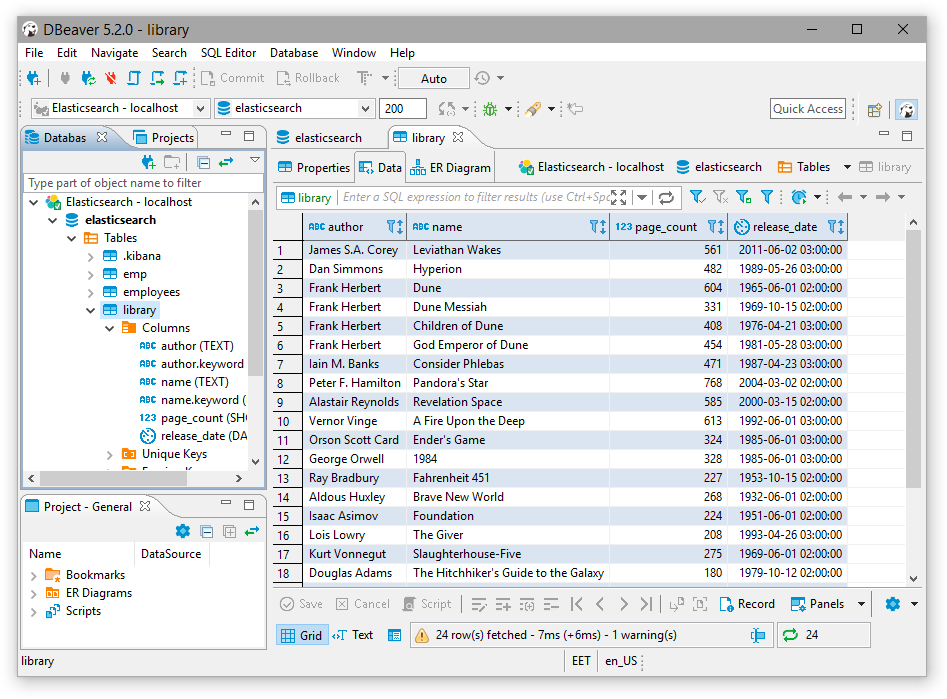 DBeaver 5.2.0 - library
File Edit Navigate Search SQL Editor Database Window Help
Commit Rollback Auto
Elasticsearch - localhost elasticsearch 200 Quick Access
Databas Projects
Type part of object name to filter
Elasticsearch - localhost
elasticsearch
Tables
.kibana
emp
employees
library
Columns
ABC author (TEXT)
ABC author.keyword
ABC name (TEXT)
ABC name.keyword (
123 page_count (SHO
release_date (DA
Unique Keys
Project - General
Name DataSource
Bookmarks
ER Diagrams
Scripts
elasticsearch library
Properties Data ER Diagram Elasticsearch - localhost elasticsearch Tables library
library Enter a SQL expression to filter results (use Ctrl+Spc
ABC author ABC name 123 page_count release_date
1 James S.A. Corey Leviathan Wakes 561 2011-06-02 03:00:00
2 Dan Simmons Hyperion 482 1989-05-26 03:00:00
3 Frank Herbert Dune 604 1965-06-01 02:00:00
4 Frank Herbert Dune Messiah 331 1969-10-15 02:00:00
5 Frank Herbert Children of Dune 408 1976-04-21 03:00:00
6 Frank Herbert God Emperor of Dune 454 1981-05-28 03:00:00
7 Iain M. Banks Consider Phlebas 471 1987-04-23 03:00:00
8 Peter F. Hamilton Pandora's Star 768 2004-03-02 02:00:00
9 Alastair Reynolds Revelation Space 585 2000-03-15 02:00:00
10 Vernor Vinge A Fire Upon the Deep 613 1992-06-01 03:00:00
11 Orson Scott Card Ender's Game 324 1985-06-01 03:00:00
12 George Orwell 1984 328 1985-06-01 03:00:00
13 Ray Bradbury Fahrenheit 451 227 1953-10-15 02:00:00
14 Aldous Huxley Brave New World 268 1932-06-01 02:00:00
15 Isaac Asimov Foundation 224 1951-06-01 02:00:00
16 Lois Lowry The Giver 208 1993-04-26 03:00:00
17 Kurt Vonnegut Slaughterhouse-Five 275 1969-06-01 02:00:00
18 Douglas Adams The Hitchhiker's Guide to the Galaxy 180 1979-10-12 02:00:00
Save Cancel Script Record Panels
Grid Text 24 row(s) fetched - 7ms (+6ms) - 1 warning(s) 24
library EET en_US